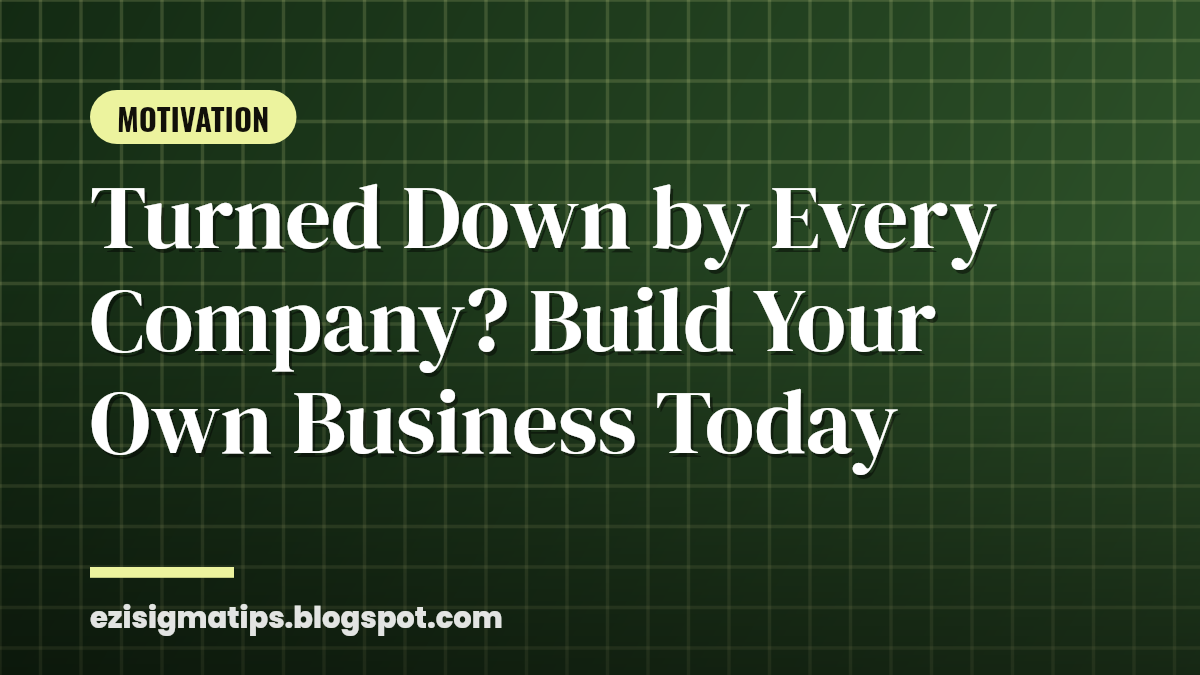 MOTIVATION
Turned Down by Every
Company? Build Your
Own Business Today
ezisigmatips.blogspot.com